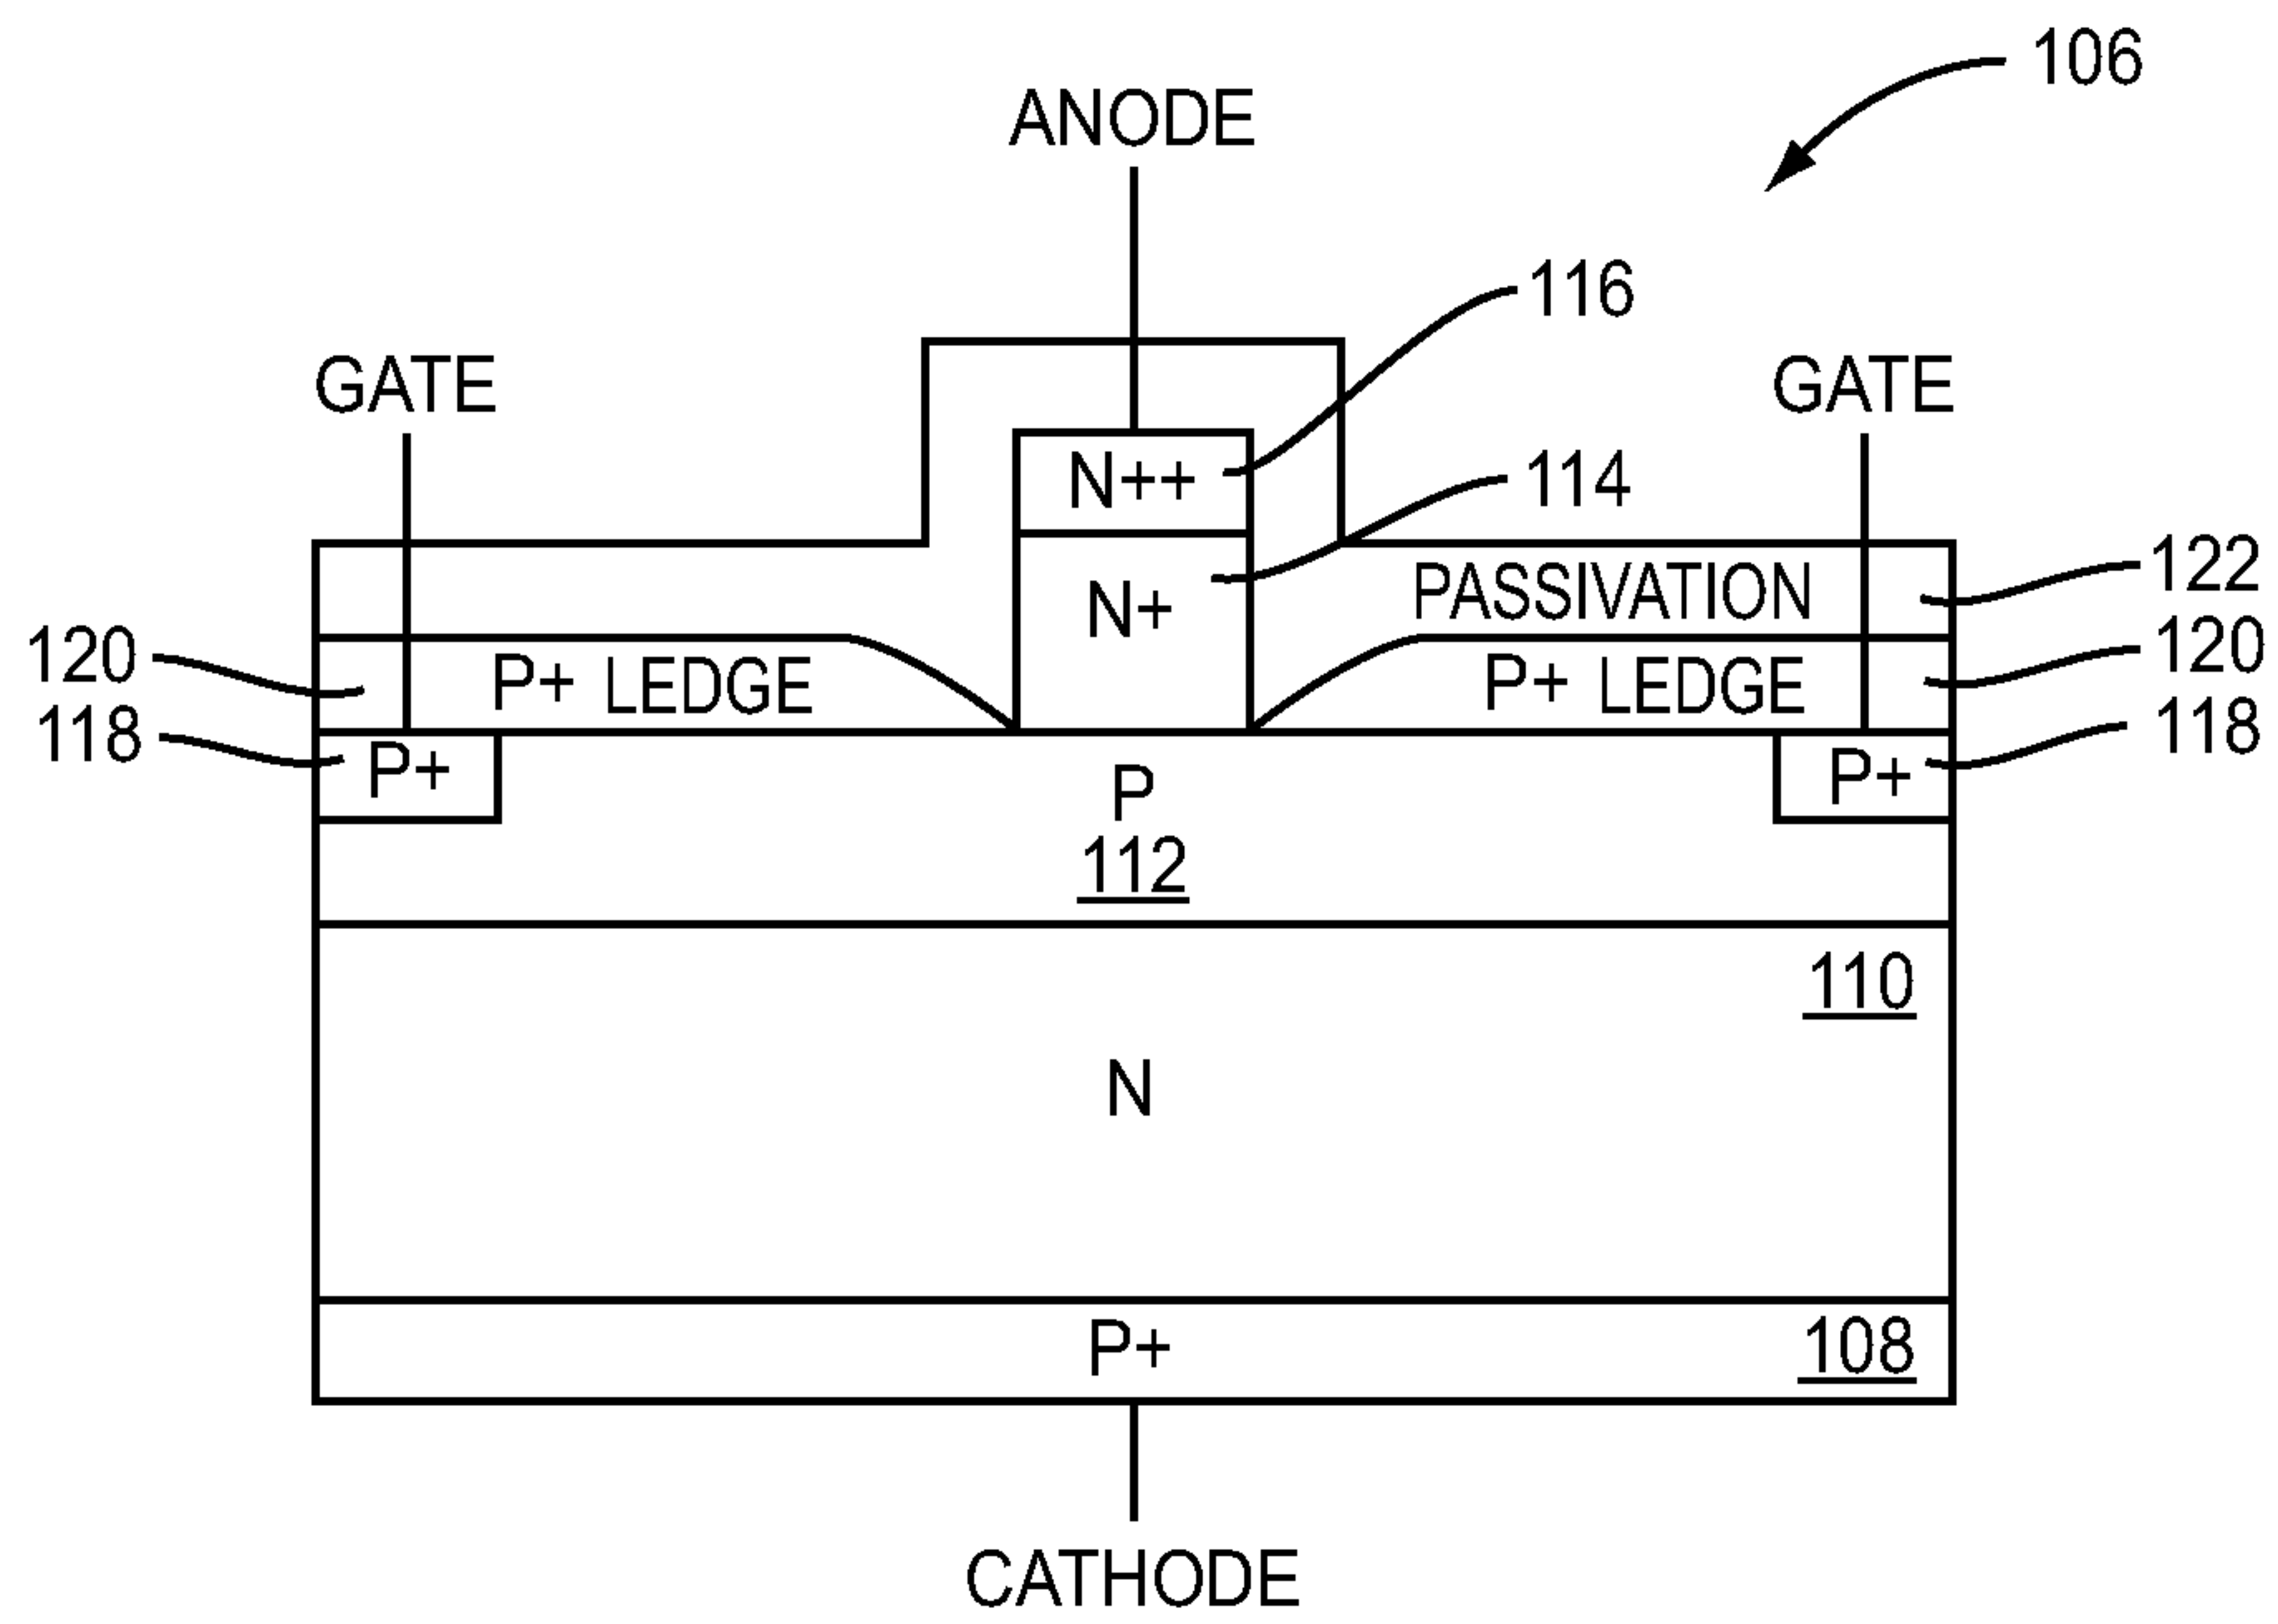 106
ANODE
116
GATE
GATE
N++
114
N+
PASSIVATION
122
120
P+ LEDGE
P+ LEDGE
120
118
P+
P
P+
118
112
110
N
P+
108
CATHODE